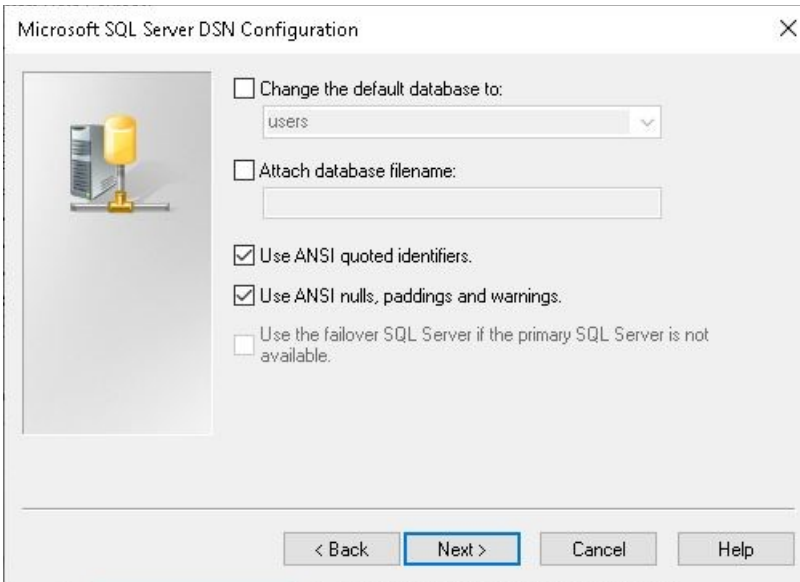 Microsoft SQL Server DSN Configuration
Change the default database to:
users
Attach database filename:
Use ANSI quoted identifiers.
Use ANSI nulls, paddings and warnings.
Use the failover SQL Server if the primary SQL Server is not
available.
< Back
Next >
Cancel
Help